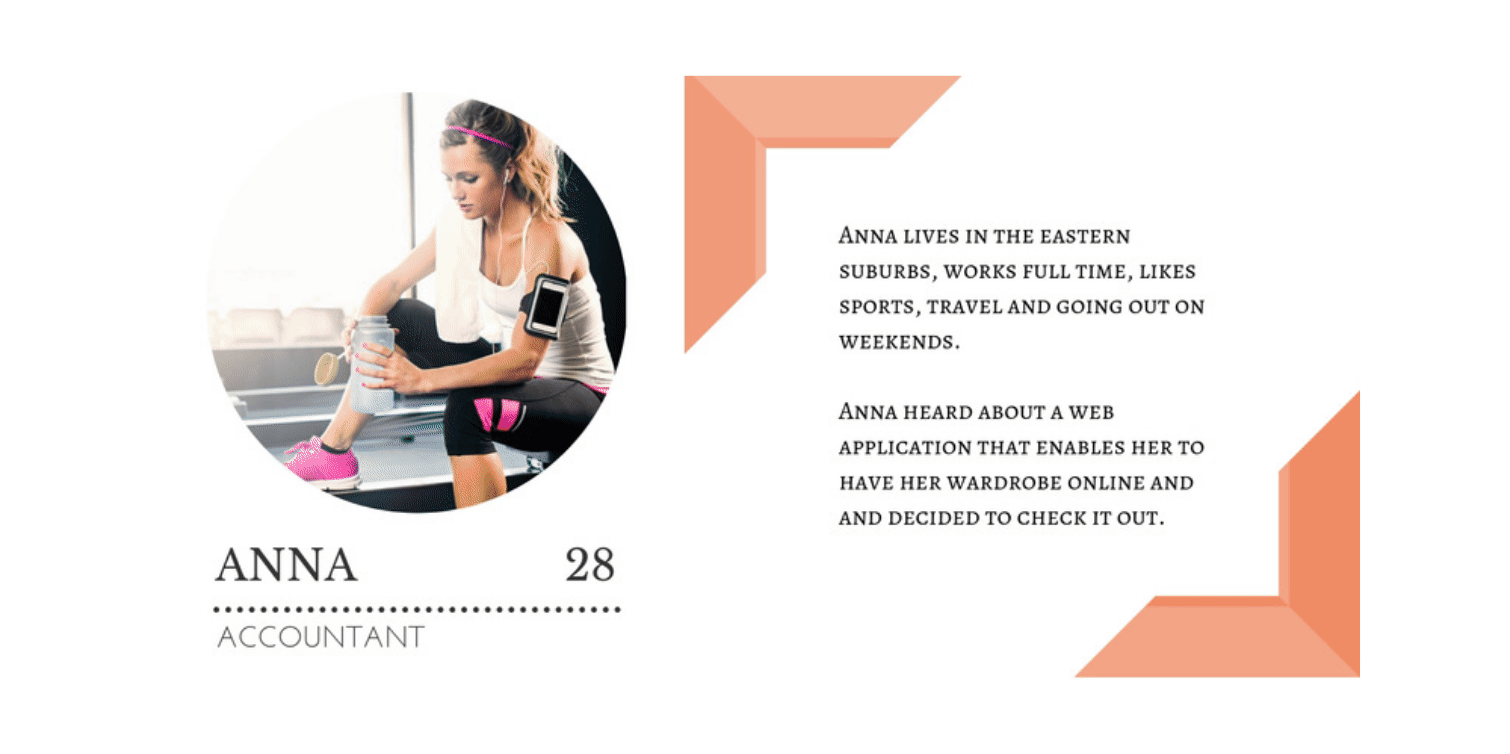 ANNA 28
ACCOUNTANT
Anna lives in the eastern
suburbs, works full time, likes
sports, travel and going out on
weekends.
Anna heard about a web
application that enables her to
have her wardrobe online and
and decided to check it out.